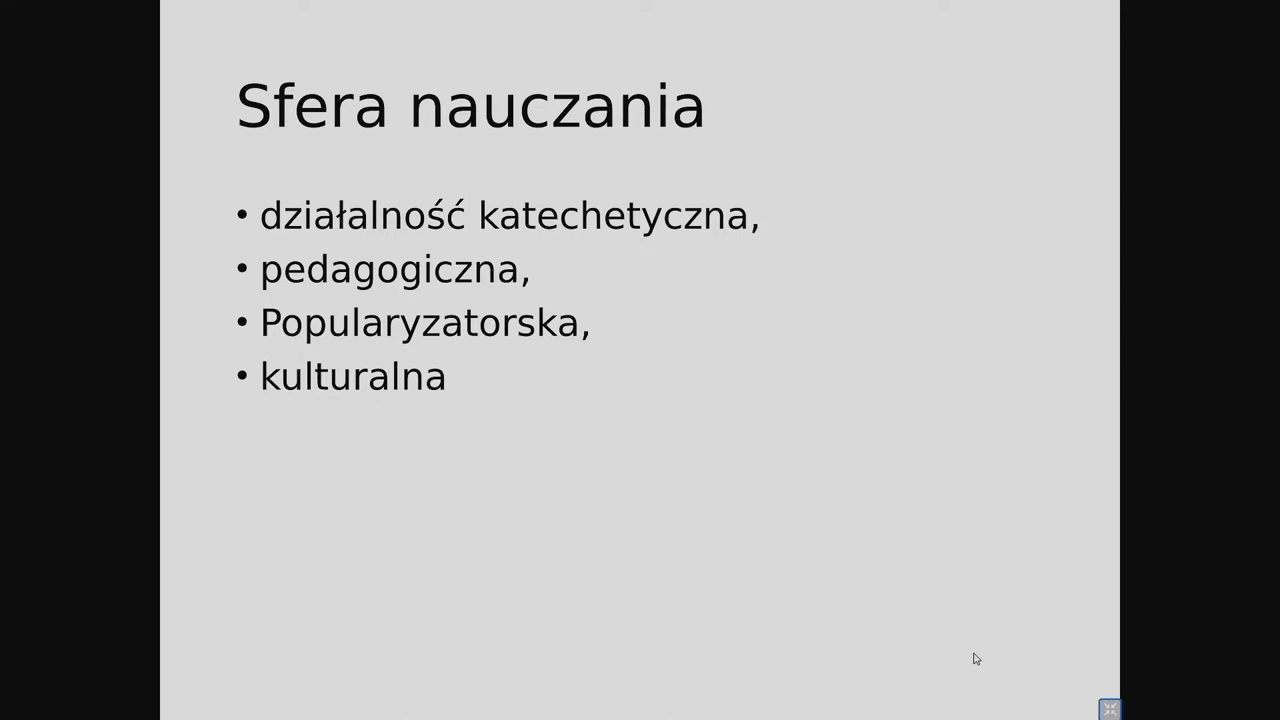 Sfera nauczania
• działalność katechetyczna,
• pedagogiczna,
• Popularyzatorska,
• kulturalna